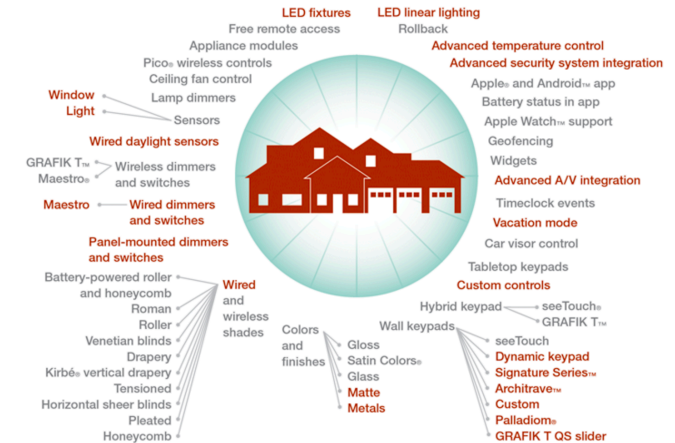 LED fixtures
LED linear lighting
Free remote access
Rollback
Appliance modules
Advanced temperature control
Pico® wireless controls
Advanced security system integration
Ceiling fan control
Apple® and Android™ app
Window
Lamp dimmers
Battery status in app
Light
Sensors
Apple Watch™ support
Wired daylight sensors
Geofencing
GRAFIK T™
Wireless dimmers
Widgets
Maestro®
and switches
Advanced A/V integration
Maestro
Wired dimmers
Timeclock events
and switches
Vacation mode
Panel-mounted dimmers
Car visor control
and switches
Tabletop keypads
Battery-powered roller
Wired
Custom controls
and honeycomb
and
Hybrid keypad
seeTouch®
Roman
wireless
GRAFIK T™
Roller
shades
Colors
Wall keypads
Venetian blinds
and
Gloss
seeTouch
Drapery
finishes
Satin Colors®
Dynamic keypad
Kirbé® vertical drapery
Glass
Signature Series™
Tensioned
Matte
Architrave™
Horizontal sheer blinds
Metals
Custom
Pleated
Palladiom®
Honeycomb
GRAFIK T QS slider